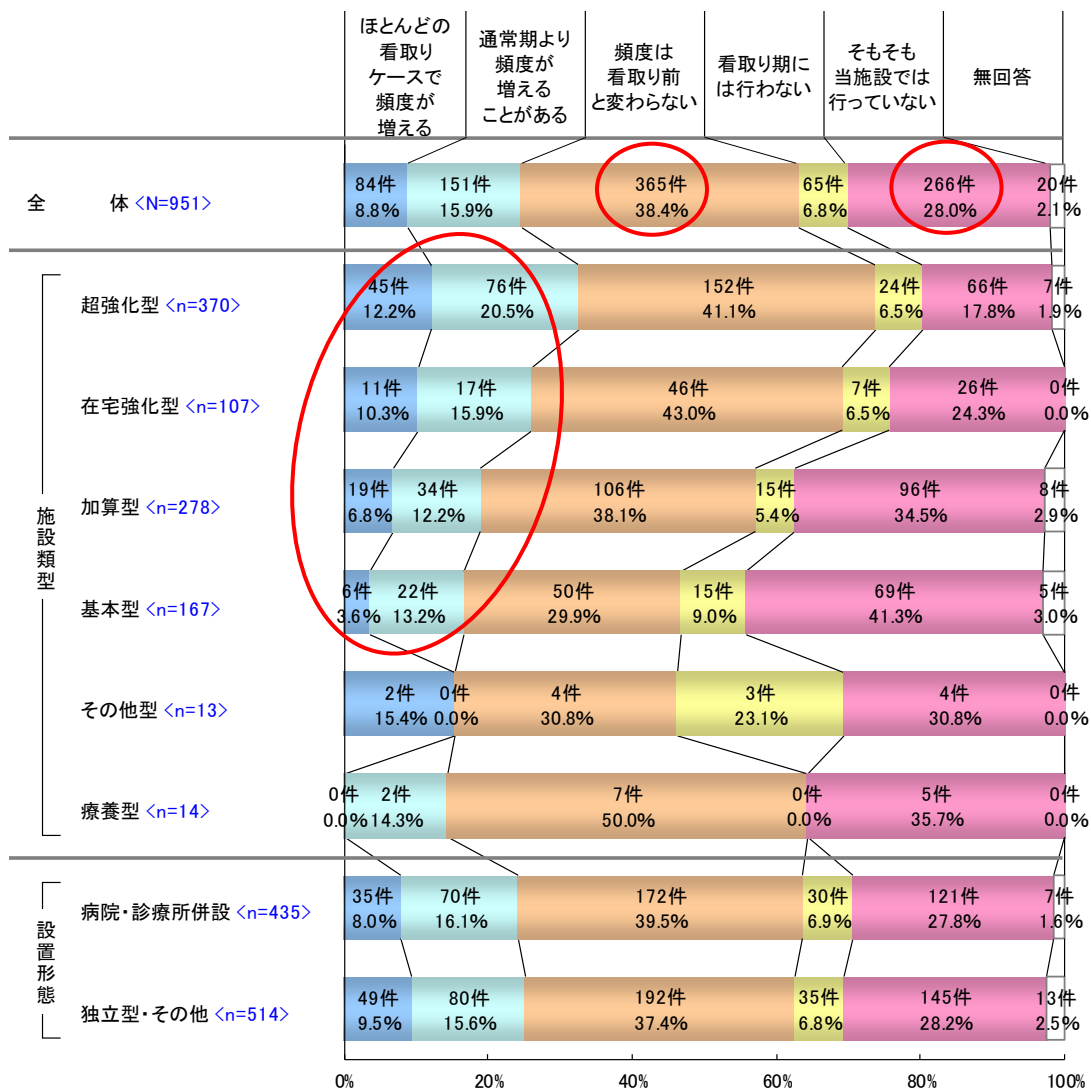 ほとんどの
看取り
ケースで
頻度が
増える
通常期より
頻度が
増える
ことがある
頻度は
看取り前
と変わらない
看取り期に
は行わない
そもそも
当施設では
行っていない
無回答
全 体 <N=951>
84件 151件 365件 65件 266件 20件
8.8% 15.9% 38.4% 6.8% 28.0% 2.1%
施設類型
超強化型 <n=370>
45件 76件 152件 24件 66件 7件
12.2% 20.5% 41.1% 6.5% 17.8% 1.9%
在宅強化型 <n=107>
11件 17件 46件 7件 26件 0件
10.3% 15.9% 43.0% 6.5% 24.3% 0.0%
加算型 <n=278>
19件 34件 106件 15件 96件 8件
6.8% 12.2% 38.1% 5.4% 34.5% 2.9%
基本型 <n=167>
6件 22件 50件 15件 69件 5件
3.6% 13.2% 29.9% 9.0% 41.3% 3.0%
その他型 <n=13>
2件 0件 4件 3件 4件 0件
15.4% 0.0% 30.8% 23.1% 30.8% 0.0%
療養型 <n=14>
0件 2件 7件 0件 5件 0件
0.0% 14.3% 50.0% 0.0% 35.7% 0.0%
設置形態
病院・診療所併設 <n=435>
35件 70件 172件 30件 121件 7件
8.0% 16.1% 39.5% 6.9% 27.8% 1.6%
独立型・その他 <n=514>
49件 80件 192件 35件 145件 13件
9.5% 15.6% 37.4% 6.8% 28.2% 2.5%
0% 20% 40% 60% 80% 100%